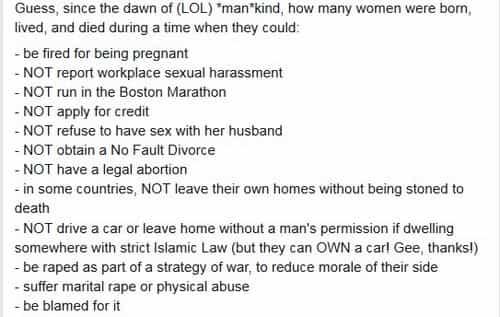 Guess, since the dawn of (LOL) *man*kind, how many women were born,
lived, and died during a time when they could:
- be fired for being pregnant
- NOT report workplace sexual harassment
- NOT run in the Boston Marathon
- NOT apply for credit
- NOT refuse to have sex with her husband
- NOT obtain a No Fault Divorce
- NOT have a legal abortion
- in some countries, NOT leave their own homes without being stoned to
death
- NOT drive a car or leave home without a man's permission if dwelling
somewhere with strict Islamic Law (but they can OWN a car! Gee, thanks!)
- be raped as part of a strategy of war, to reduce morale of their side
- suffer marital rape or physical abuse
- be blamed for it